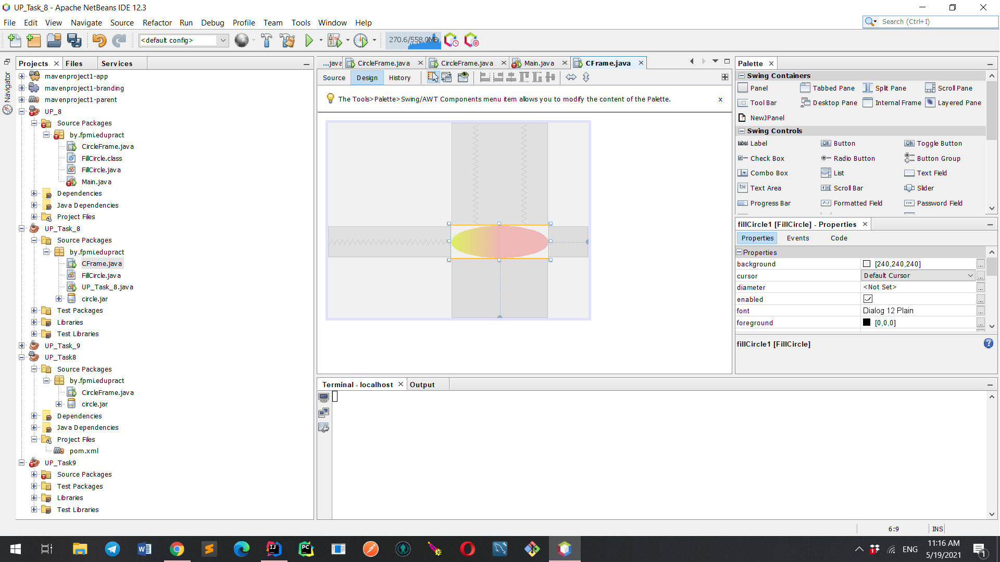 UP_Task_8 - Apache NetBeans IDE 12.3
File Edit View Navigate Source Refactor Run Debug Profile Team Tools Window Help
Search (Ctrl+I)
<default config>
270.6/558.0MB
Navigator
Projects Files Services
mavenproject1-app
mavenproject1-branding
mavenproject1-parent
UP_8
Source Packages
by.fpmi.edupract
CircleFrame.java
FillCircle.class
FillCircle.java
Main.java
Dependencies
Java Dependencies
Project Files
UP_Task_8
Source Packages
by.fpmi.edupract
CFrame.java
FillCircle.java
UP_Task_8.java
circle.jar
Test Packages
Libraries
Test Libraries
UP_Task_9
UP_Task8
Source Packages
by.fpmi.edupract
CircleFrame.java
circle.jar
Dependencies
Java Dependencies
Project Files
pom.xml
UP_Task9
Source Packages
Test Packages
Libraries
Test Libraries
...java CircleFrame.java CircleFrame.java Main.java CFrame.java
Source Design History
The Tools>Palette>Swing/AWT Components menu item allows you to modify the content of the Palette. x
Palette
Swing Containers
Panel Tabbed Pane Split Pane Scroll Pane
Tool Bar Desktop Pane Internal Frame Layered Pane
NewJPanel
Swing Controls
label Label OK Button ON Toggle Button
Check Box Radio Button Button Group
Combo Box List Text Field
Text Area Scroll Bar Slider
Progress Bar Formatted Field Password Field
fillCircle1 [FillCircle] - Properties
Properties Events Code
Properties
background [240,240,240] ...
cursor Default Cursor ...
diameter <Not Set> ...
enabled ...
font Dialog 12 Plain ...
foreground [0,0,0] ...
fillCircle1 [FillCircle]
Terminal - localhost Output
6:9 INS
ENG
11:16 AM
5/19/2021
1